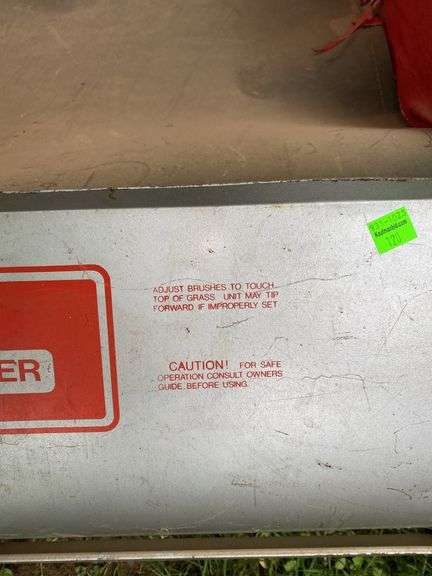 ADJUST BRUSHES TO TOUCH
TOP OF GRASS UNIT MAY TIP
FORWARD IF IMPROPERLY SET
ER
CAUTION! FOR SAFE
OPERATION CONSULT OWNERS
GUIDE BEFORE USING.